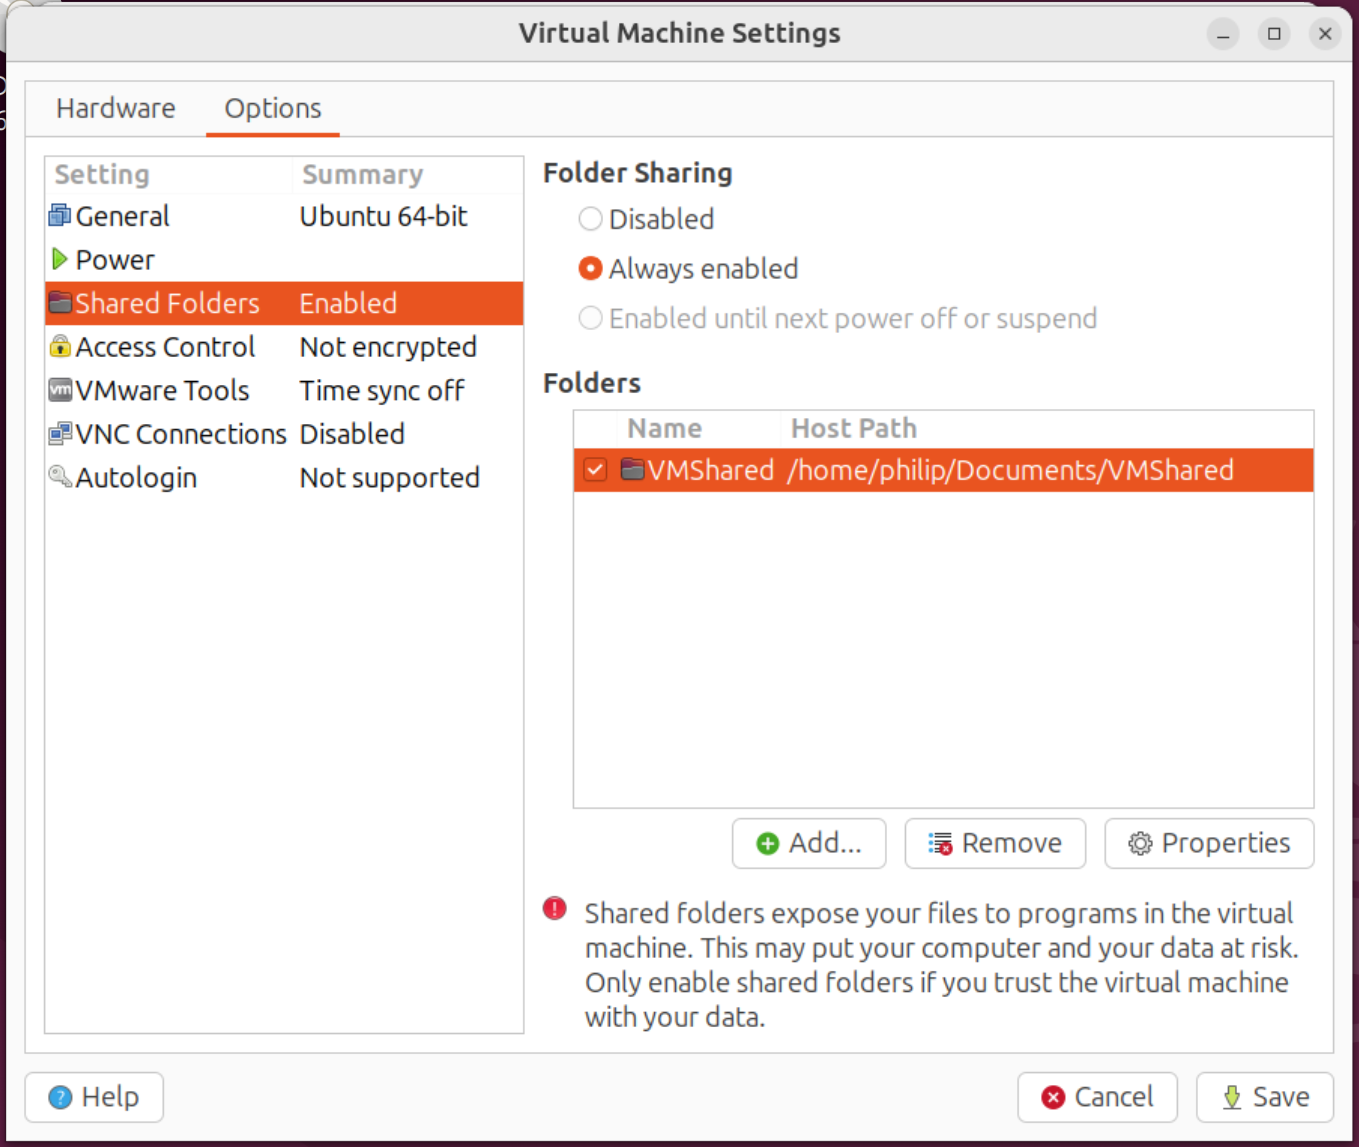 Virtual Machine Settings
Hardware Options
Setting Summary
General Ubuntu 64-bit
Power
Shared Folders Enabled
Access Control Not encrypted
vm VMware Tools Time sync off
VNC Connections Disabled
Autologin Not supported
Folder Sharing
Disabled
Always enabled
Enabled until next power off or suspend
Folders
Name Host Path
VMShared /home/philip/Documents/VMShared
Add... Remove Properties
Shared folders expose your files to programs in the virtual
machine. This may put your computer and your data at risk.
Only enable shared folders if you trust the virtual machine
with your data.
Help Cancel Save